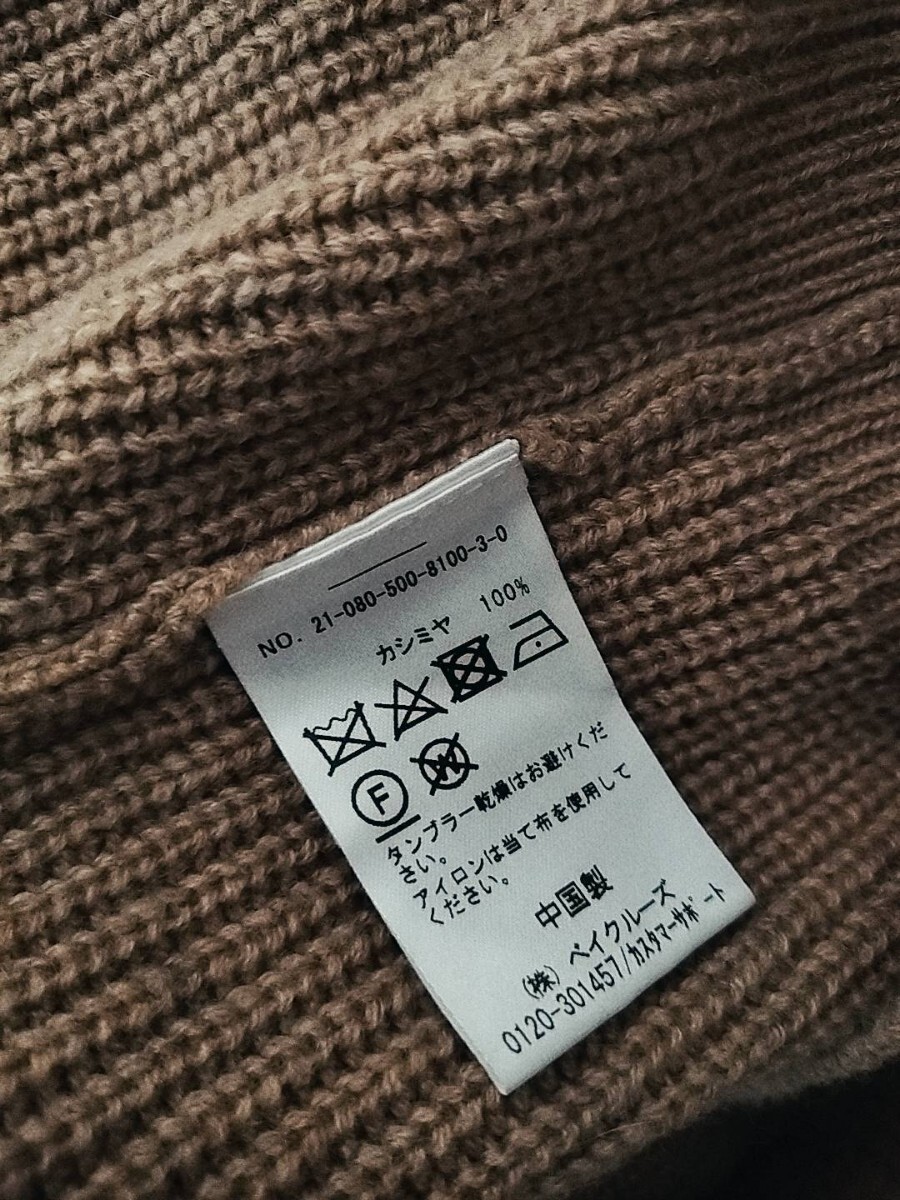 NO. 21-080-500-8100-3-0
カシミヤ 100%
F W
タンブラー乾燥はお避けくだ
さい。
アイロンは当て布を使用して
ください。
中国製
(株) ベイクルーズ
0120-301457/カスタマーサポート